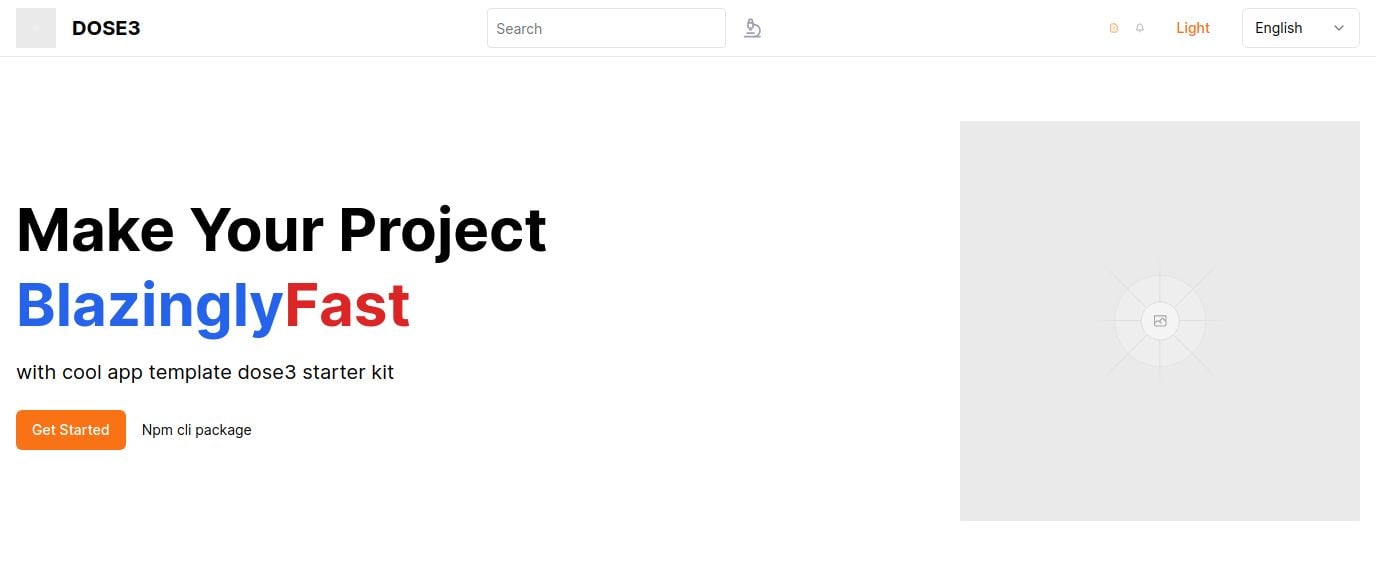 DOSE3
Search
Light
English
Make Your Project
BlazinglyFast
with cool app template dose3 starter kit
Get Started
Npm cli package